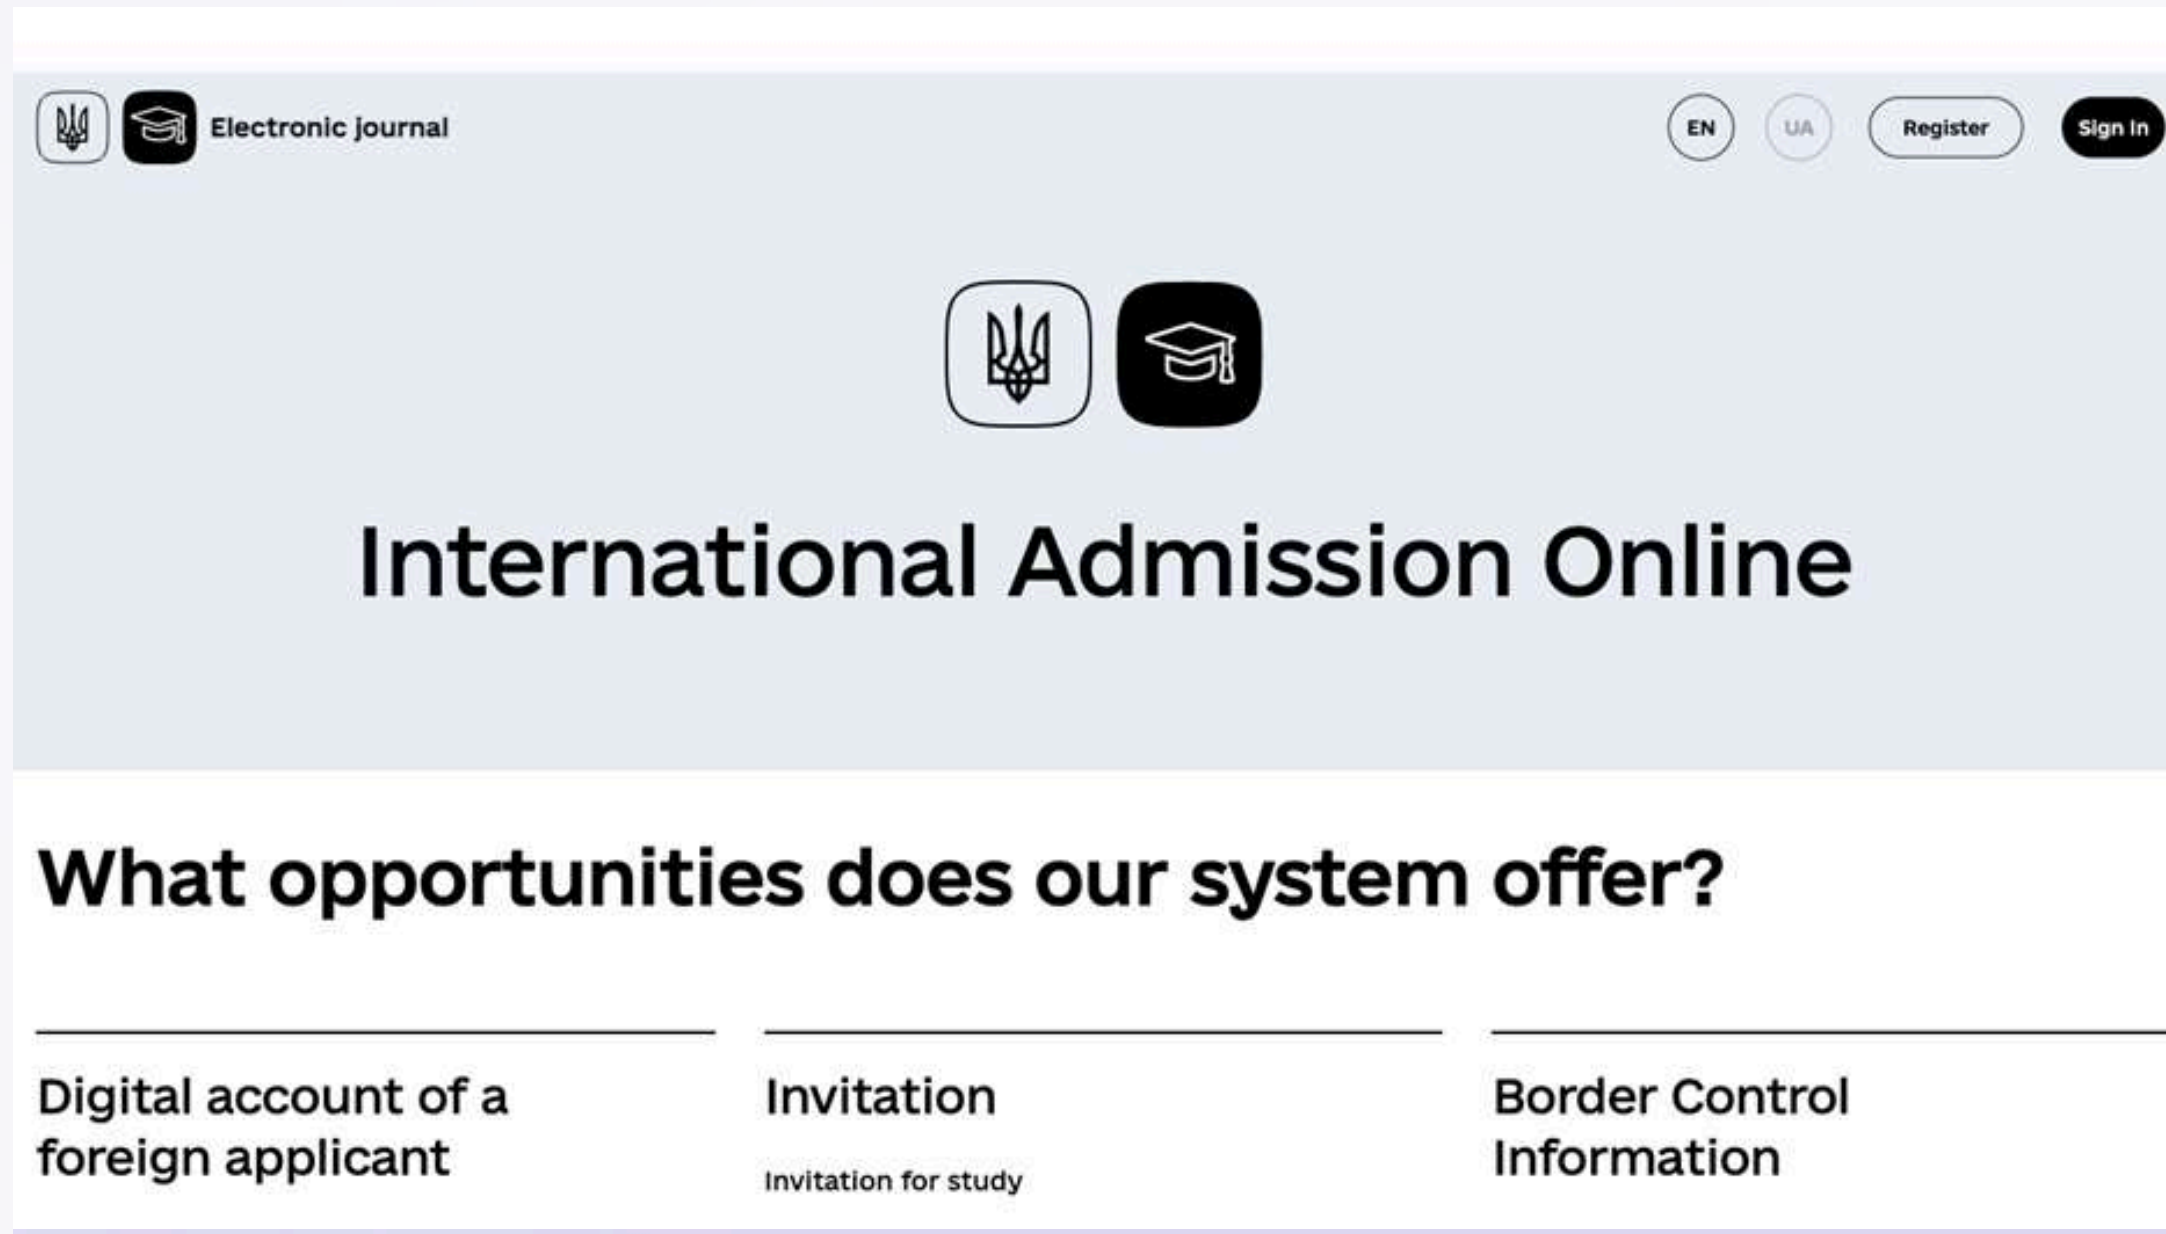 Electronic journal
EN
UA
Register
Sign In
International Admission Online
What opportunities does our system offer?
Digital account of a
foreign applicant
Invitation
Invitation for study
Border Control
Information